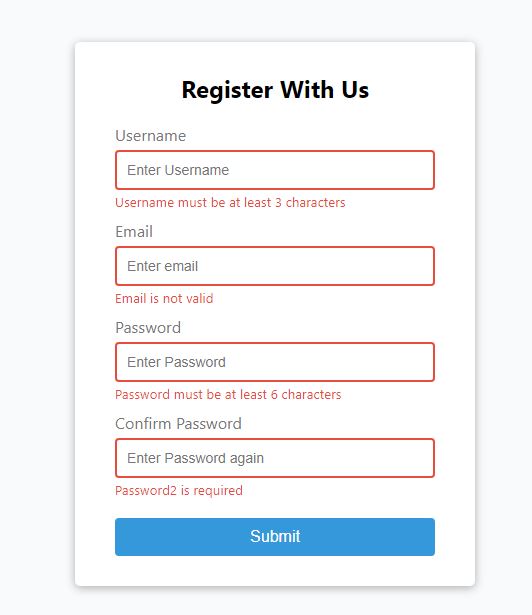 Register With Us
Username
Enter Username
Username must be at least 3 characters
Email
Enter email
Email is not valid
Password
Enter Password
Password must be at least 6 characters
Confirm Password
Enter Password again
Password2 is required
Submit